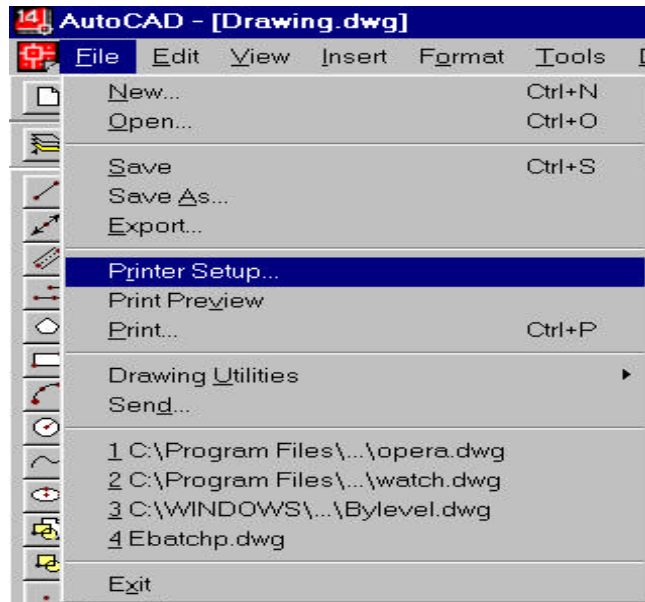 14 AutoCAD - [Drawing.dwg]
File Edit View Insert Format Tools
New... Ctrl+N
Open... Ctrl+O
Save Ctrl+S
Save As...
Export...
Printer Setup...
Print Preview
Print... Ctrl+P
Drawing Utilities
Send...
1 C:\Program Files\...\opera.dwg
2 C:\Program Files\...\watch.dwg
3 C:\WINDOWS\...\Bylevel.dwg
4 Ebatchp.dwg
Exit